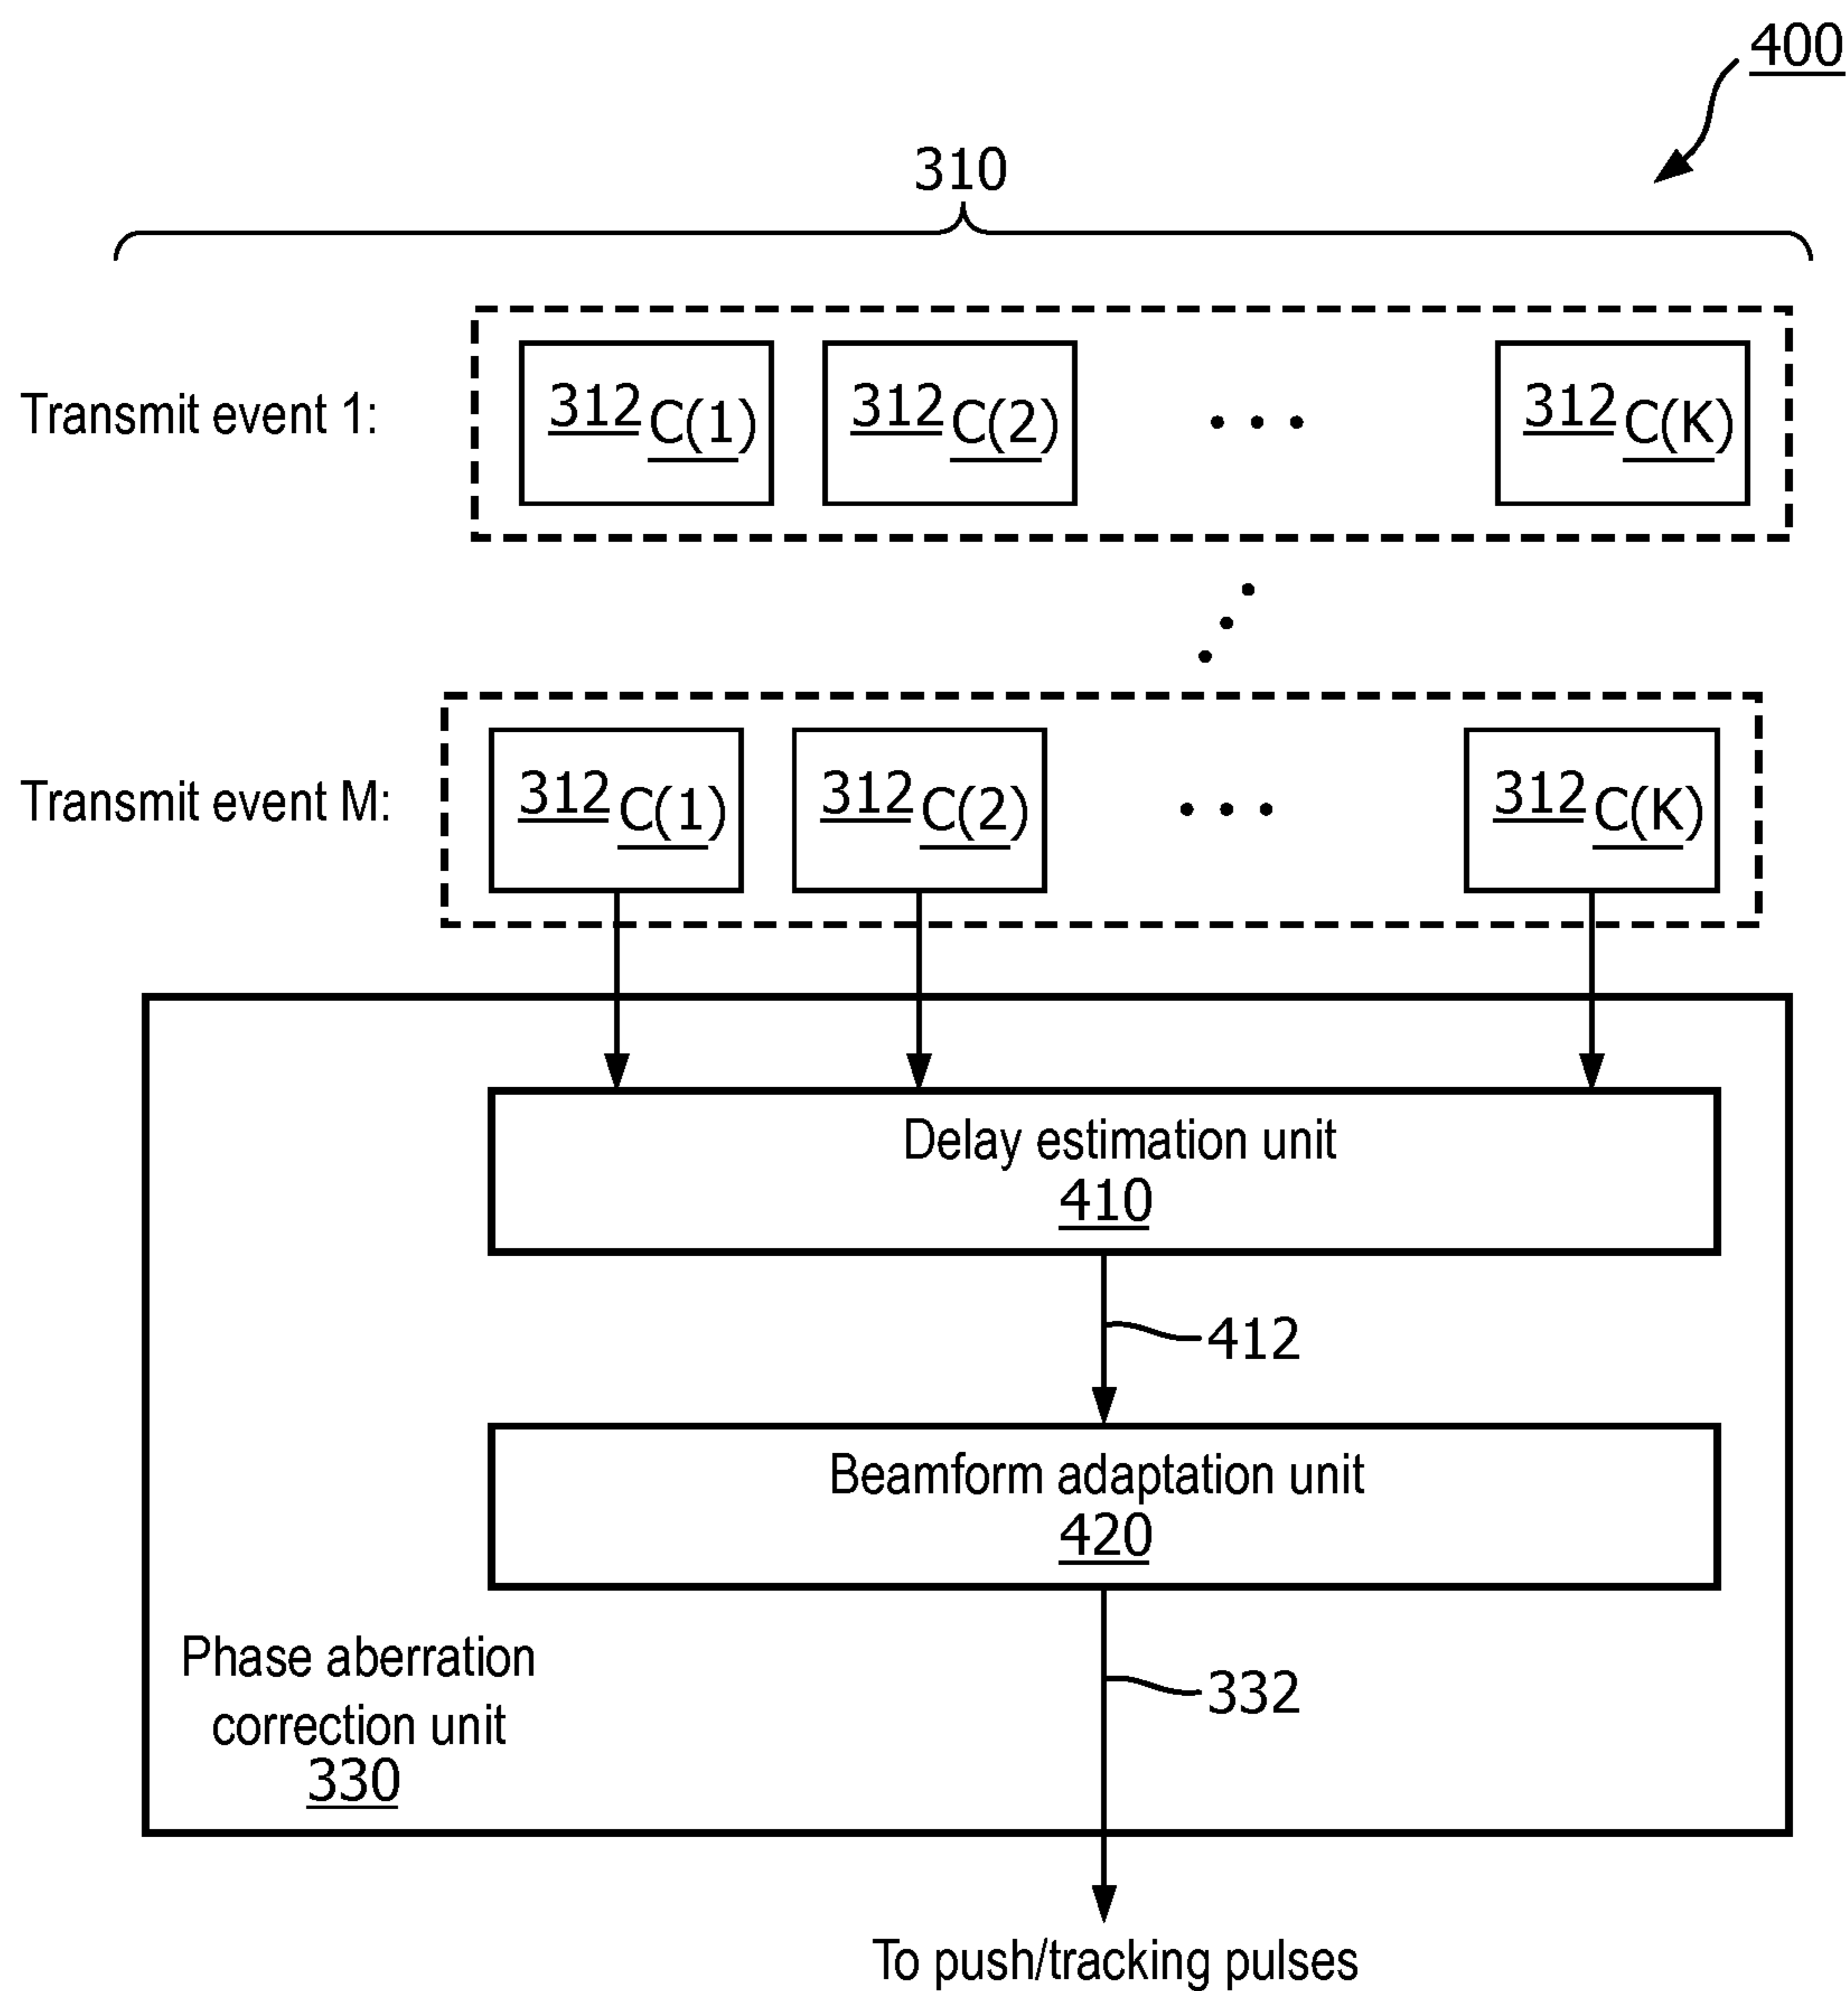 400
310
Transmit event 1: 312 C(1) 312 C(2) • • • 312 C(K)
Transmit event M: 312 C(1) 312 C(2) • • • 312 C(K)
Delay estimation unit
410
412
Beamform adaptation unit
420
Phase aberration
correction unit
330
332
To push/tracking pulses